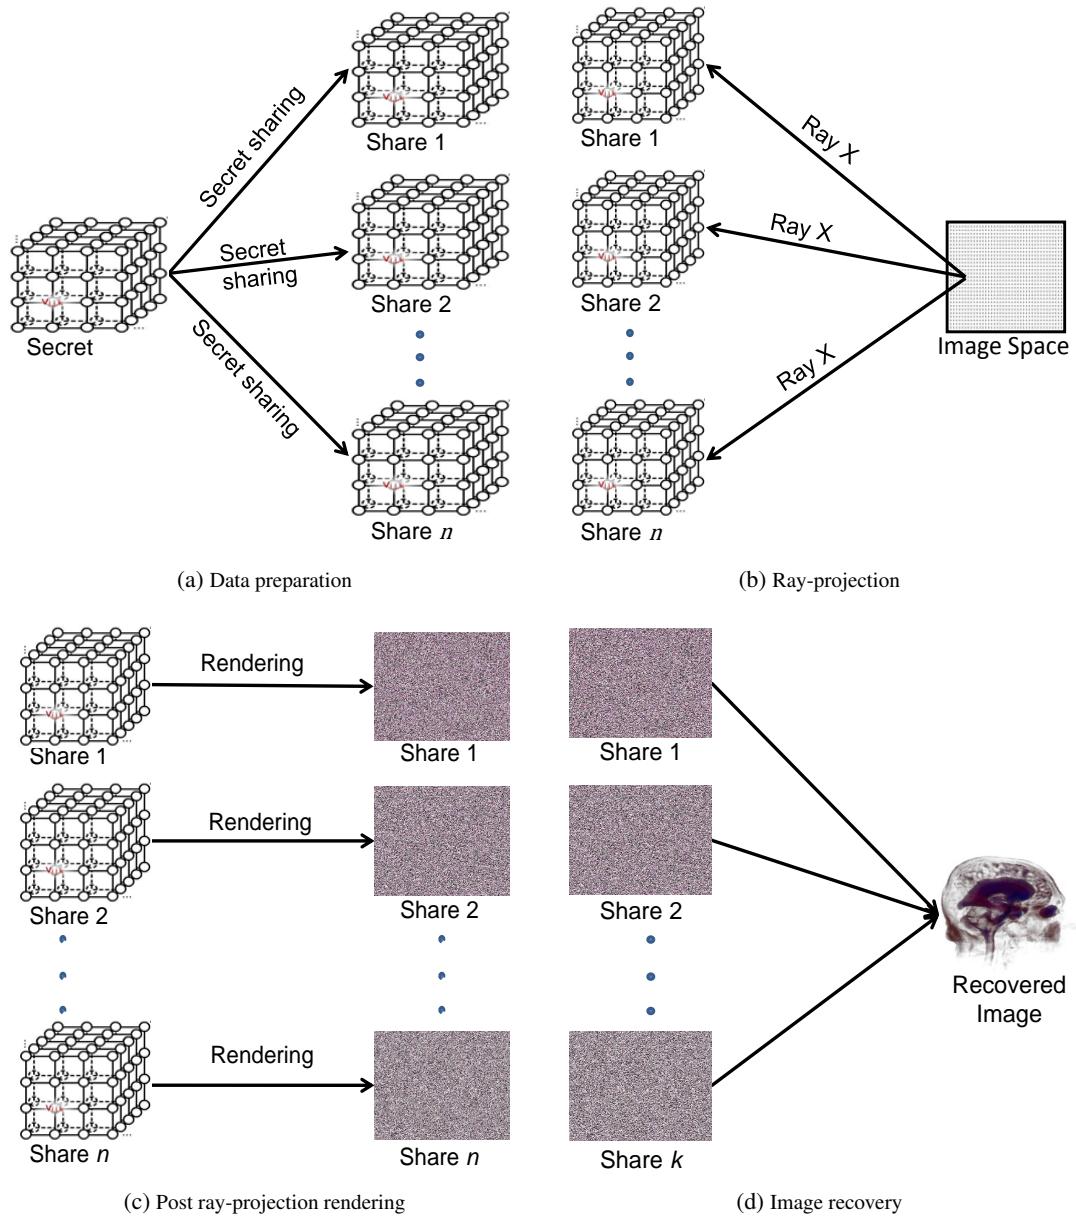 Secret sharing
Secret
sharing
Secret sharing
Secret
Share 1
Share 2
Share n
(a) Data preparation
Share 1
Share 2
Share n
Ray X
Ray X
Ray X
Image Space
(b) Ray-projection
Share 1
Rendering
Share 1
Share 2
Rendering
Share 2
Share n
Rendering
Share n
(c) Post ray-projection rendering
Share 1
Share 2
Share k
Recovered
Image
(d) Image recovery